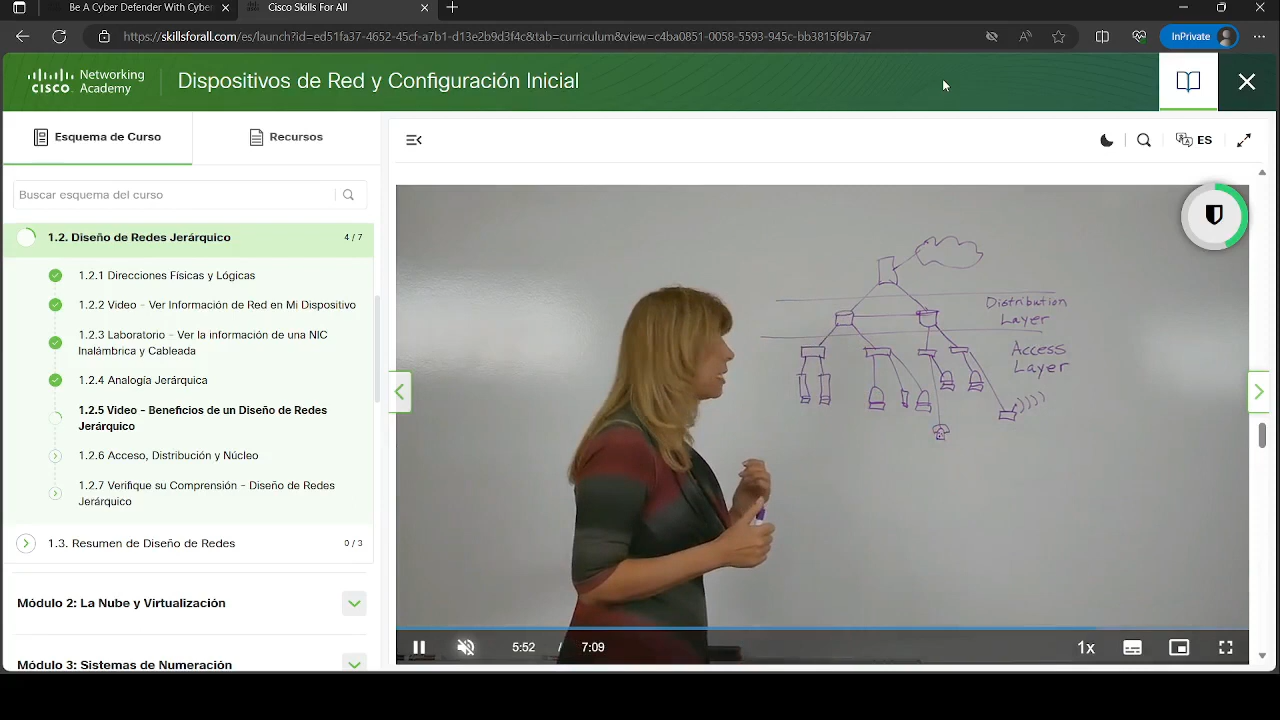 Be A Cyber Defender With Cyber
Cisco Skills For All
https://skillsforall.com/es/launch?id=ed51fa37-4652-45cf-a7b1-d13e2b9d3f4c8&tab=curriculum&view=c4ba0851-0058-5593-945c-bb3815f9b7a7
InPrivate
CISCO
Networking
Academy
Dispositivos de Red y Configuración Inicial
Esquema de Curso
Recursos
ES
Buscar esquema del curso
1.2. Diseño de Redes Jerárquico
4 / 7
1.2.1 Direcciones Físicas y Lógicas
1.2.2 Video - Ver Información de Red en Mi Dispositivo
1.2.3 Laboratorio - Ver la información de una NIC
Inalámbrica y Cableada
1.2.4 Analogía Jerárquica
1.2.5 Video - Beneficios de un Diseño de Redes
Jerárquico
1.2.6 Acceso, Distribución y Núcleo
1.2.7 Verifique su Comprensión - Diseño de Redes
Jerárquico
1.3. Resumen de Diseño de Redes
0 / 3
Módulo 2: La Nube y Virtualización
Módulo 3: Sistemas de Numeración
Distribution
Layer
Access
Layer
5:52 / 7:09
1x